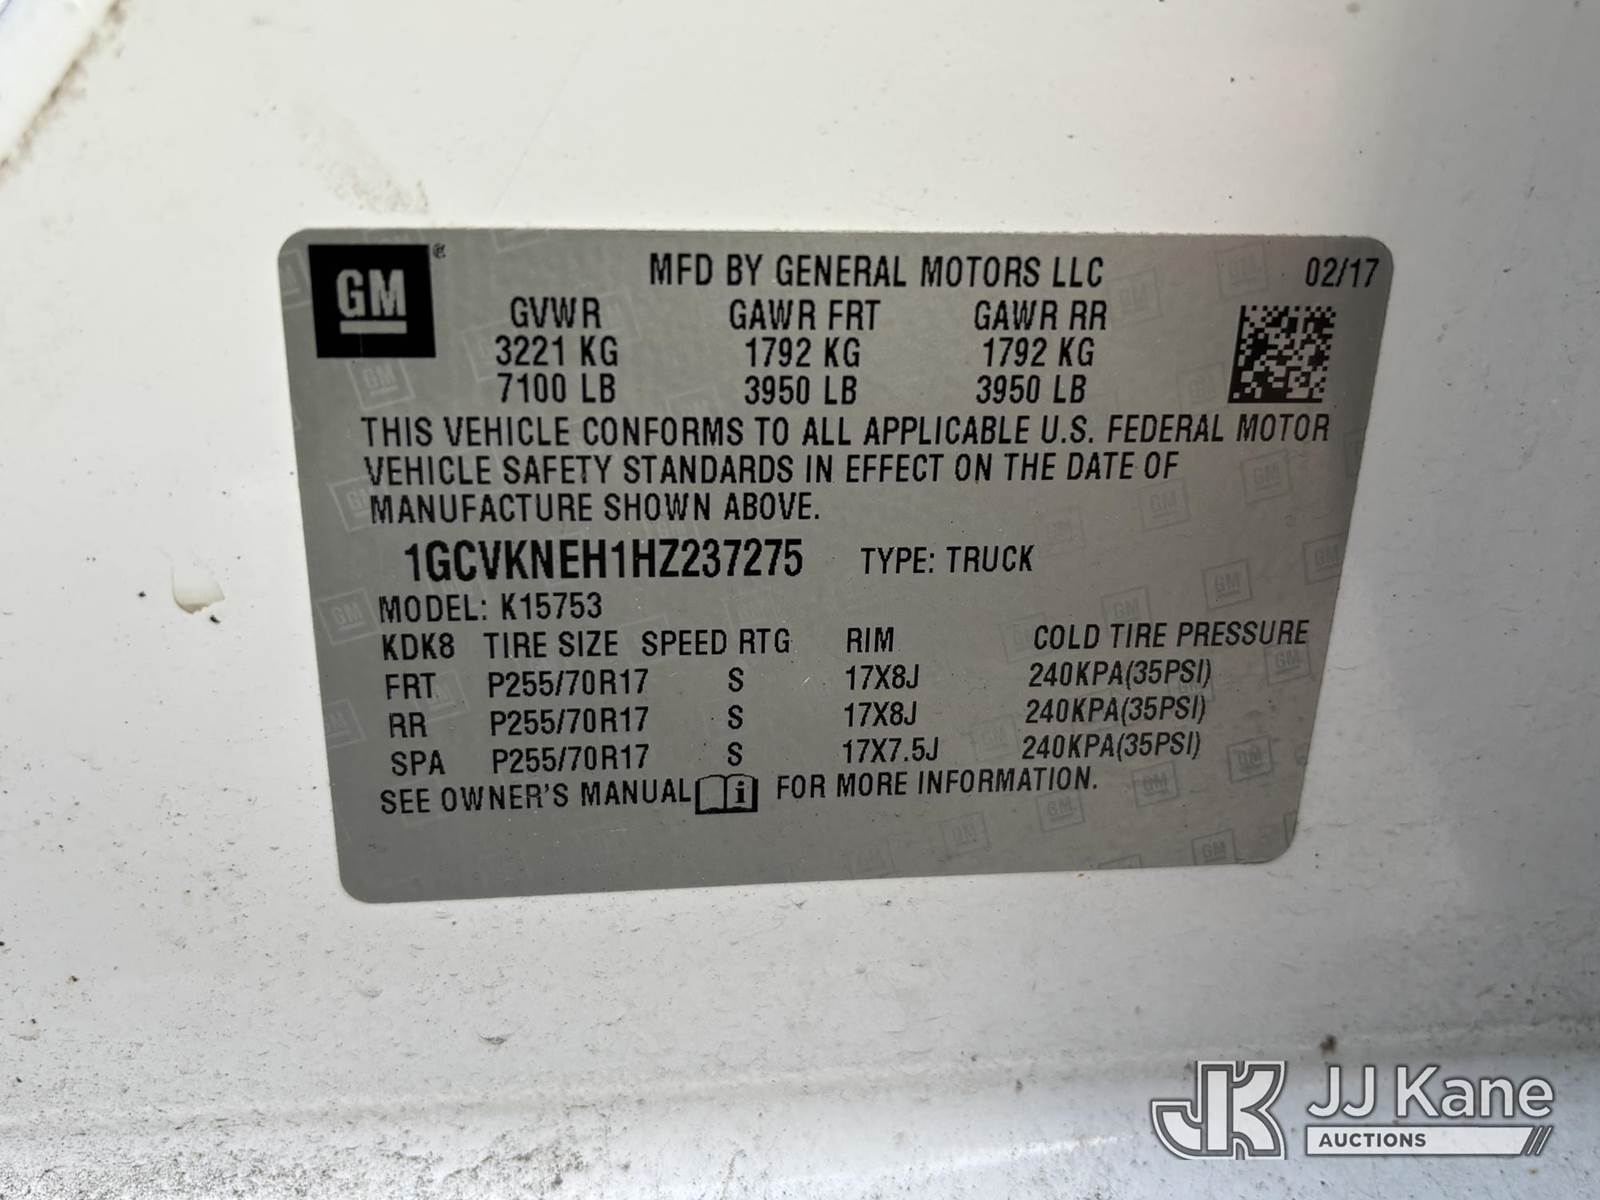 GM ®
MFD BY GENERAL MOTORS LLC 02/17
GVWR GAWR FRT GAWR RR
3221 KG 1792 KG 1792 KG
7100 LB 3950 LB 3950 LB
THIS VEHICLE CONFORMS TO ALL APPLICABLE U.S. FEDERAL MOTOR
VEHICLE SAFETY STANDARDS IN EFFECT ON THE DATE OF
MANUFACTURE SHOWN ABOVE.
1GCVKNEH1HZ237275 TYPE: TRUCK
MODEL: K15753
KDK8 TIRE SIZE SPEED RTG RIM COLD TIRE PRESSURE
FRT P255/70R17 S 17X8J 240KPA(35PSI)
RR P255/70R17 S 17X8J 240KPA(35PSI)
SPA P255/70R17 S 17X7.5J 240KPA(35PSI)
SEE OWNER'S MANUAL i FOR MORE INFORMATION.
JK JJ Kane
AUCTIONS